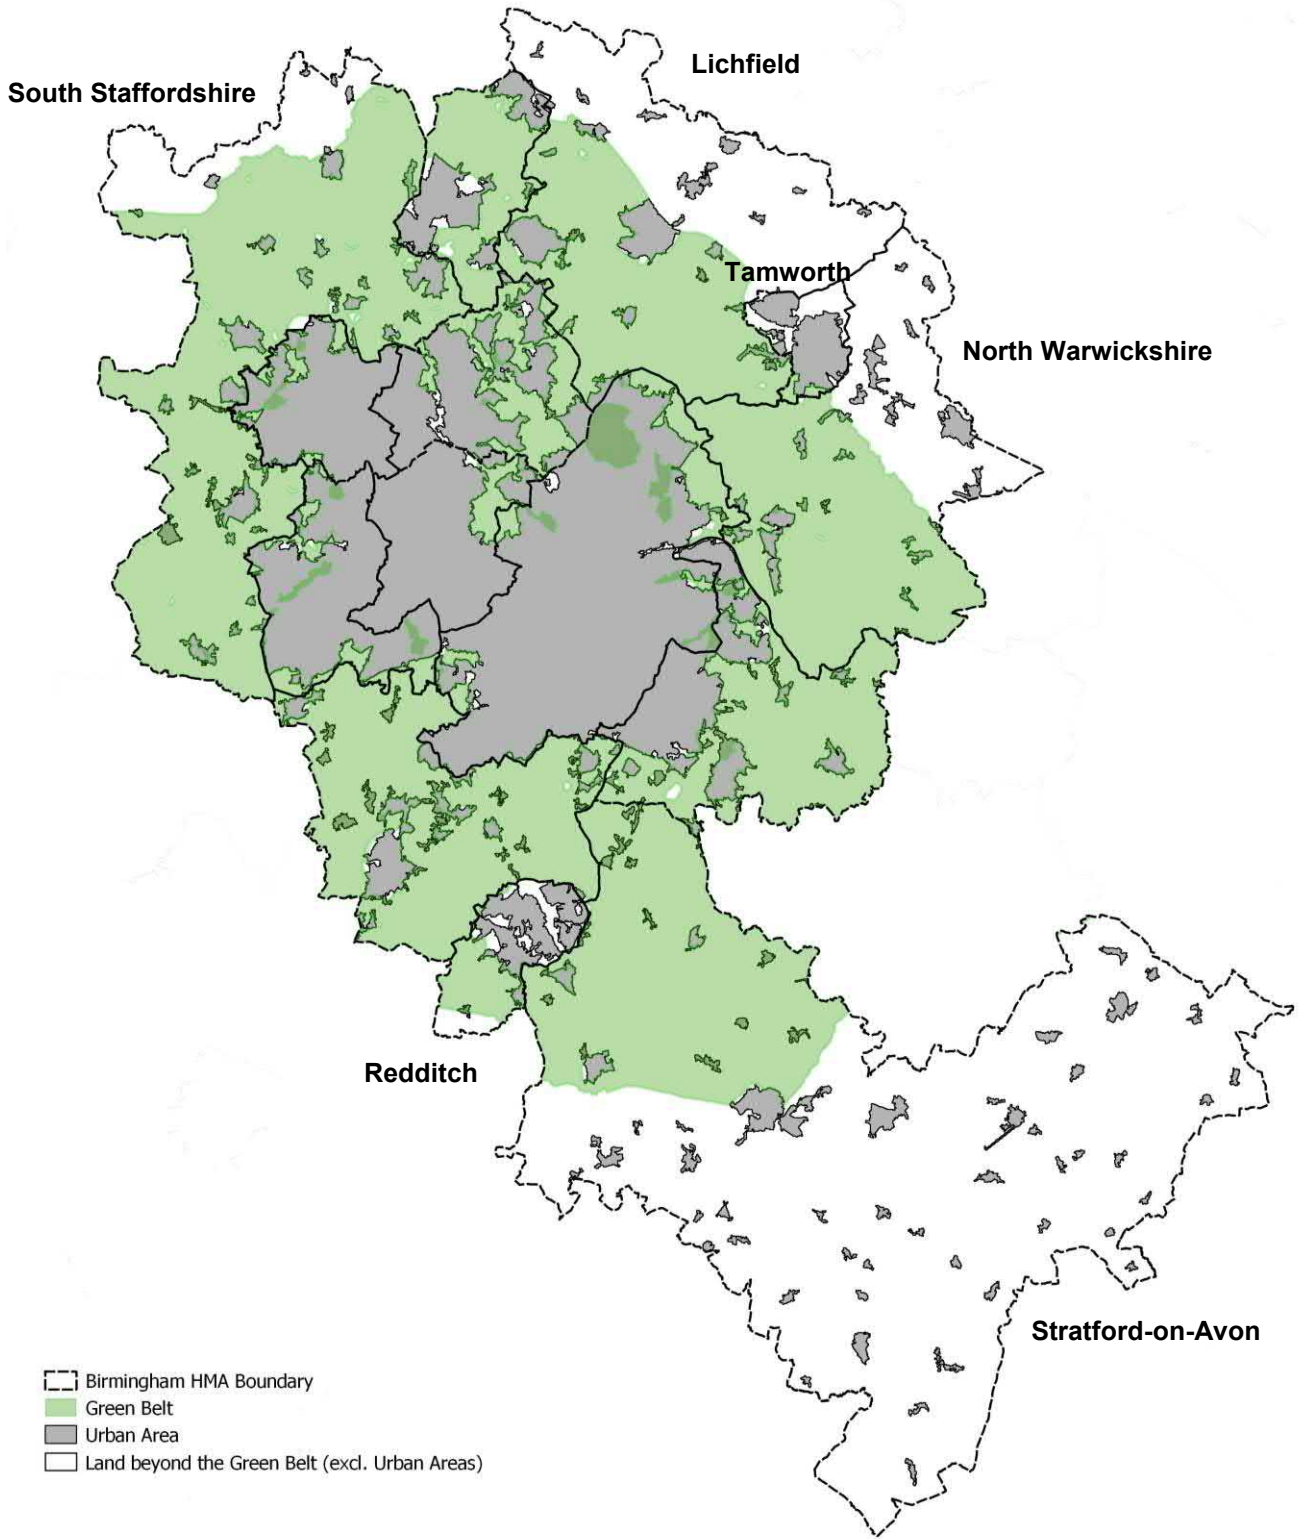 Lichfield
South Staffordshire
Tamworth
North Warwickshire
Redditch
Stratford-on-Avon
Birmingham HMA Boundary
Green Belt
Urban Area
Land beyond the Green Belt (excl. Urban Areas)